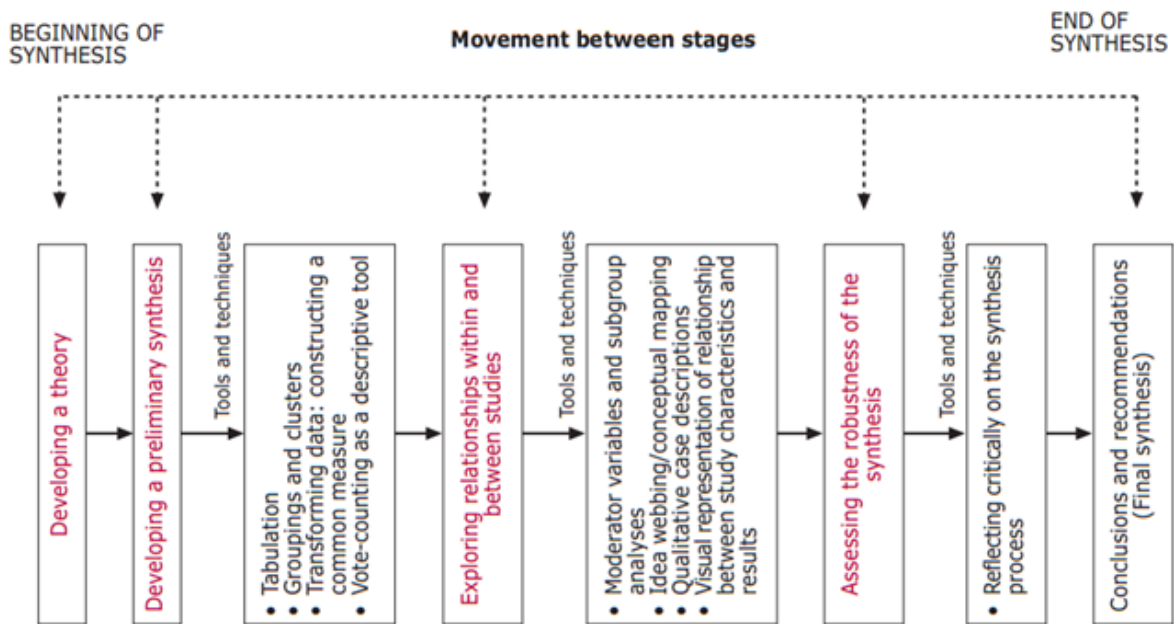 BEGINNING OF
SYNTHESIS
Movement between stages
END OF
SYNTHESIS
Developing a theory
Developing a preliminary synthesis
Tools and techniques
• Tabulation
• Groupings and clusters
• Transforming data: constructing a
common measure
• Vote-counting as a descriptive tool
Exploring relationships within and
between studies
Tools and techniques
• Moderator variables and subgroup
analyses
• Idea webbing/conceptual mapping
• Qualitative case descriptions
• Visual representation of relationship
between study characteristics and
results
Assessing the robustness of the
synthesis
Tools and techniques
• Reflecting critically on the synthesis
process
Conclusions and recommendations
(Final synthesis)